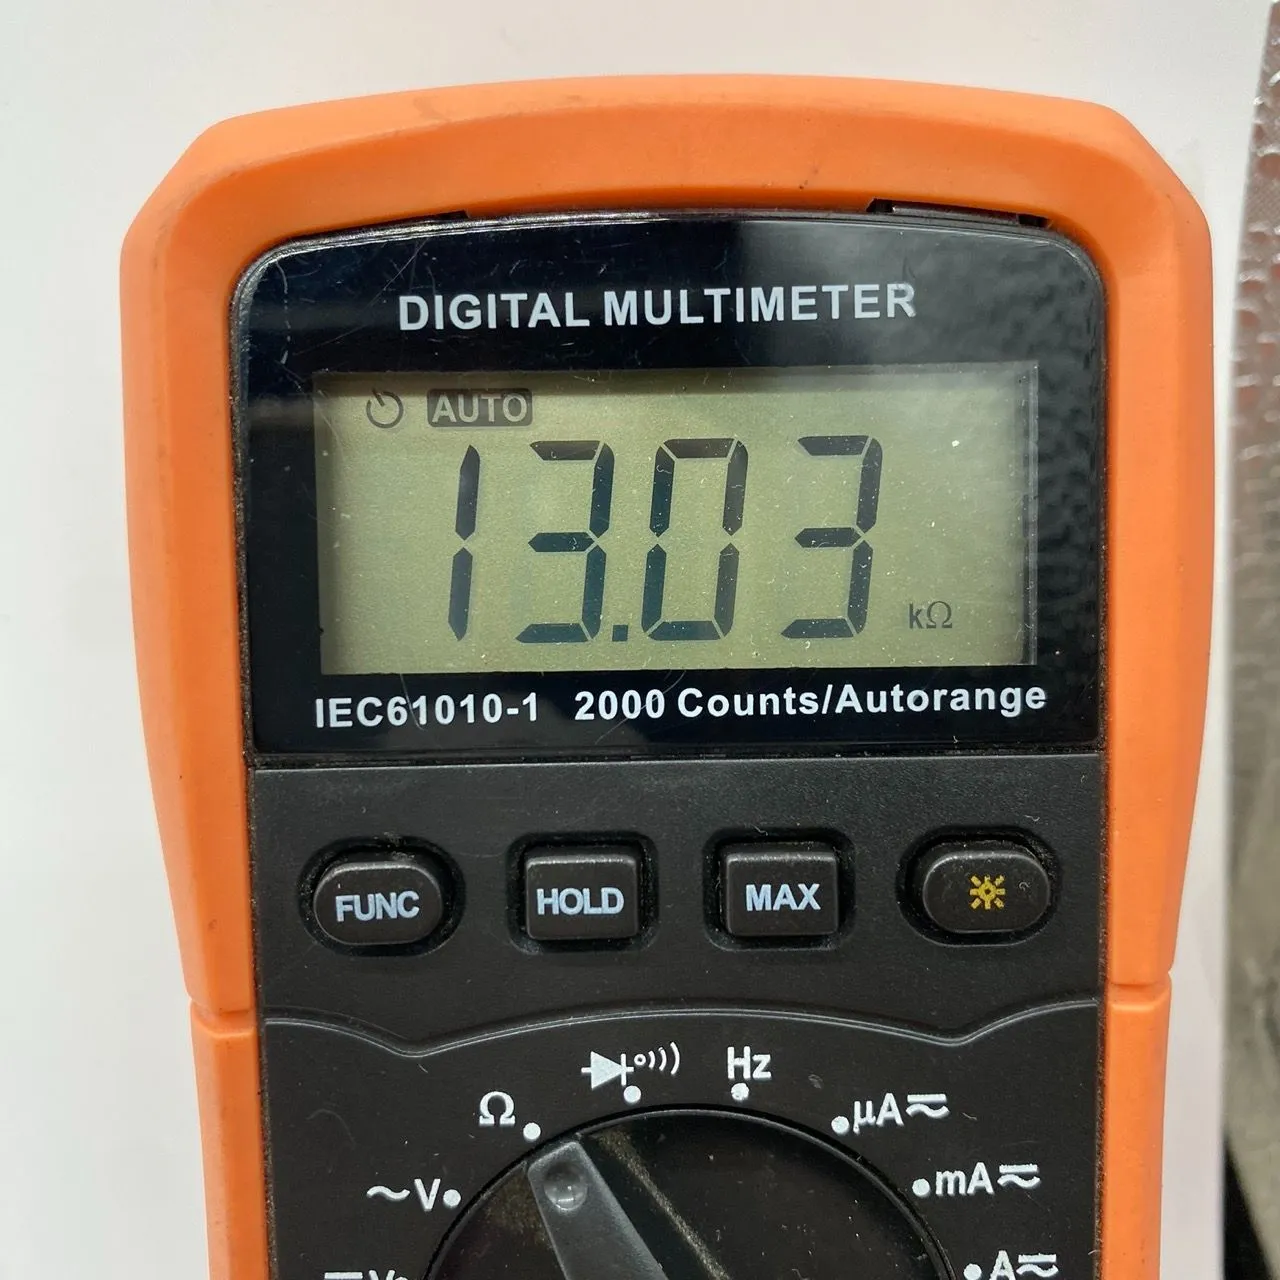 DIGITAL MULTIMETER
AUTO
13.03 kΩ
IEC61010-1 2000 Counts/Autorange
FUNC HOLD MAX
Hz
Ω
μA
~V
mA
A
V